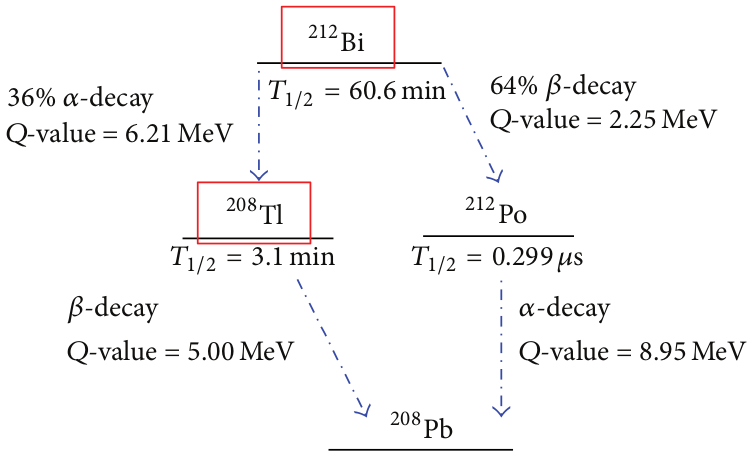 ²¹²Bi
T₁/₂ = 60.6 min
36% α-decay
Q-value = 6.21 MeV
64% β-decay
Q-value = 2.25 MeV
²⁰⁸Tl
T₁/₂ = 3.1 min
²¹²Po
T₁/₂ = 0.299 μs
β-decay
Q-value = 5.00 MeV
α-decay
Q-value = 8.95 MeV
²⁰⁸Pb